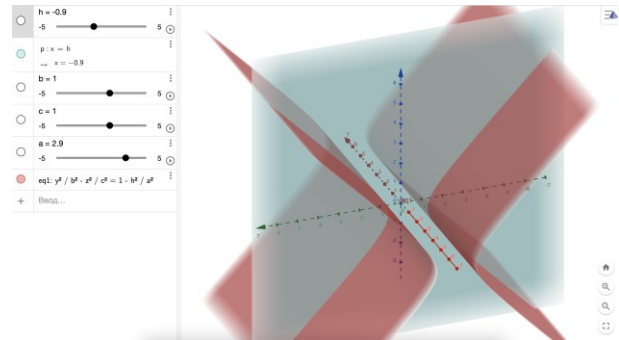 h = -0.9
-5
5
p : x = h
→ x = -0.9
b = 1
-5
5
c = 1
-5
5
a = 2.9
-5
5
eq1: y² / b² - z² / c² = 1 - h² / a²
+ Ввод…